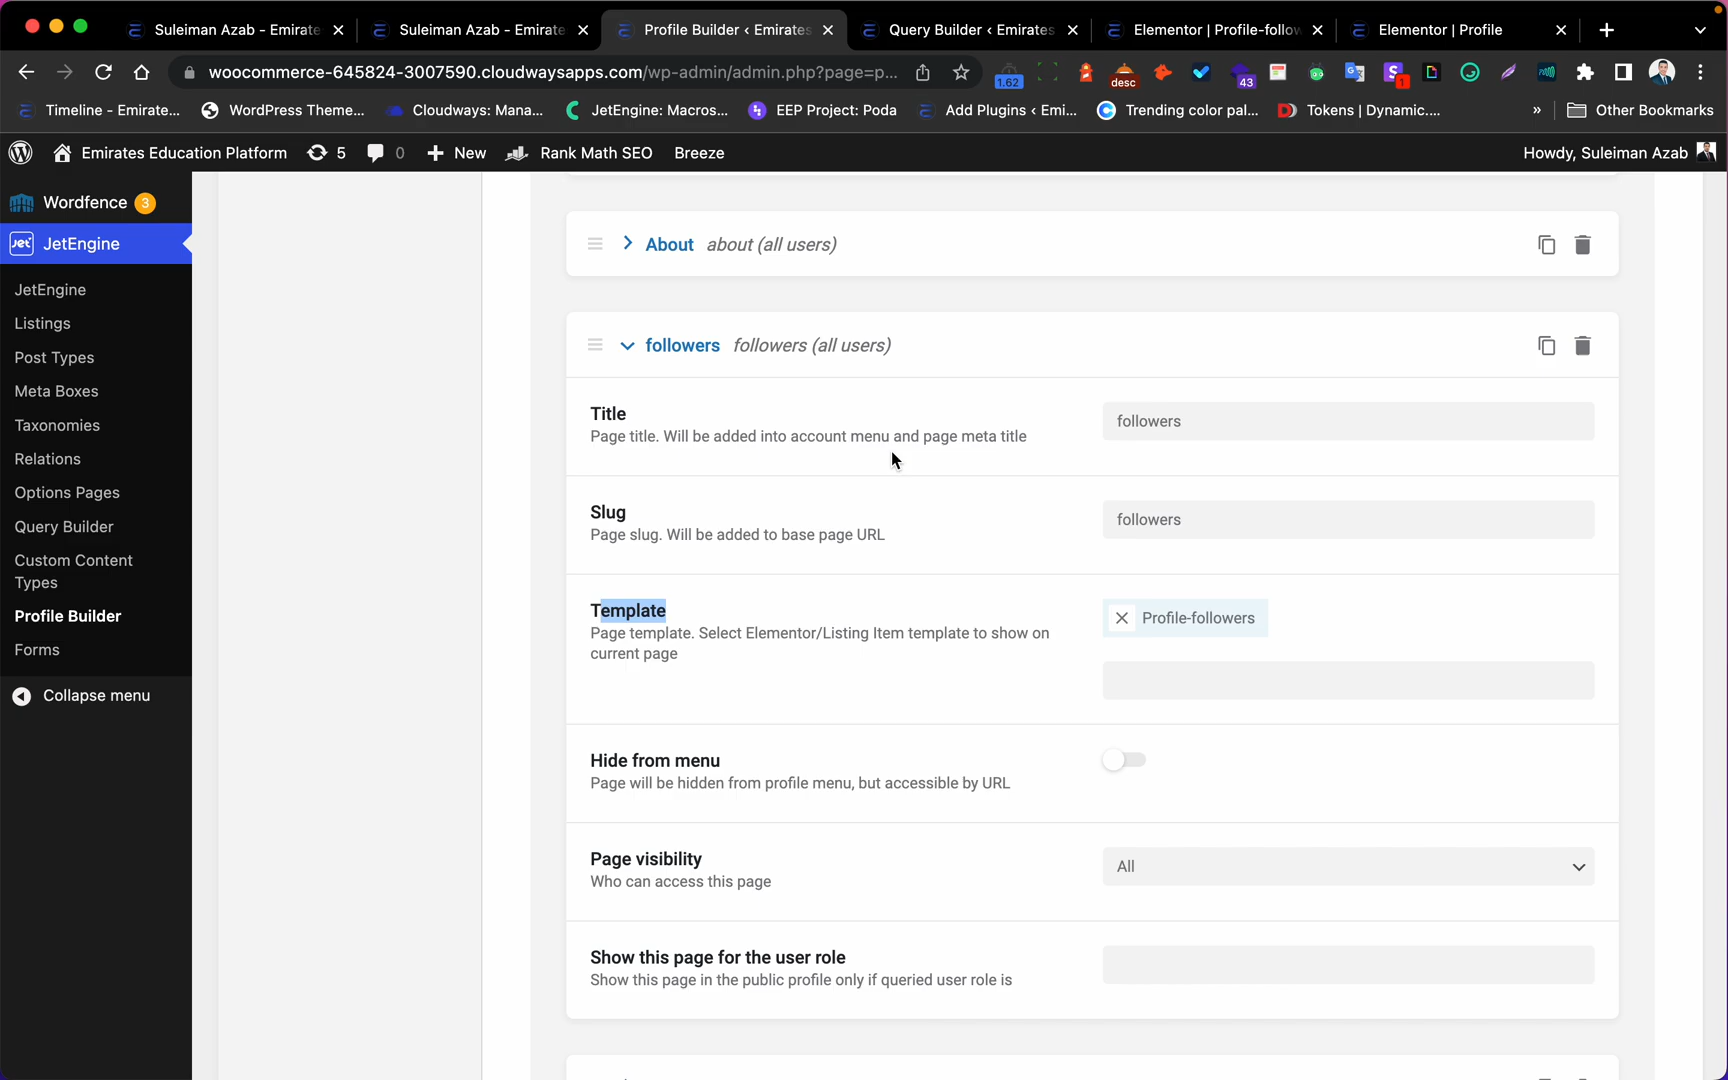 Suleiman Azab - Emirate
Suleiman Azab - Emirate
Profile Builder ‹ Emirates
Query Builder ‹ Emirates
Elementor | Profile-follow
Elementor | Profile
woocommerce-645824-3007590.cloudwaysapps.com/wp-admin/admin.php?page=p...
1.62
desc
43
1
Timeline - Emirate...
WordPress Theme...
Cloudways: Mana...
JetEngine: Macros...
EEP Project: Poda
Add Plugins ‹ Emi...
Trending color pal...
Tokens | Dynamic....
»
Other Bookmarks
Emirates Education Platform
5
0
New
Rank Math SEO
Breeze
Howdy, Suleiman Azab
Wordfence 3
JetEngine
JetEngine
Listings
Post Types
Meta Boxes
Taxonomies
Relations
Options Pages
Query Builder
Custom Content
Types
Profile Builder
Forms
Collapse menu
About about (all users)
followers followers (all users)
Title
Page title. Will be added into account menu and page meta title
followers
Slug
Page slug. Will be added to base page URL
followers
Template
Page template. Select Elementor/Listing Item template to show on
current page
Profile-followers
Hide from menu
Page will be hidden from profile menu, but accessible by URL
Page visibility
Who can access this page
All
Show this page for the user role
Show this page in the public profile only if queried user role is